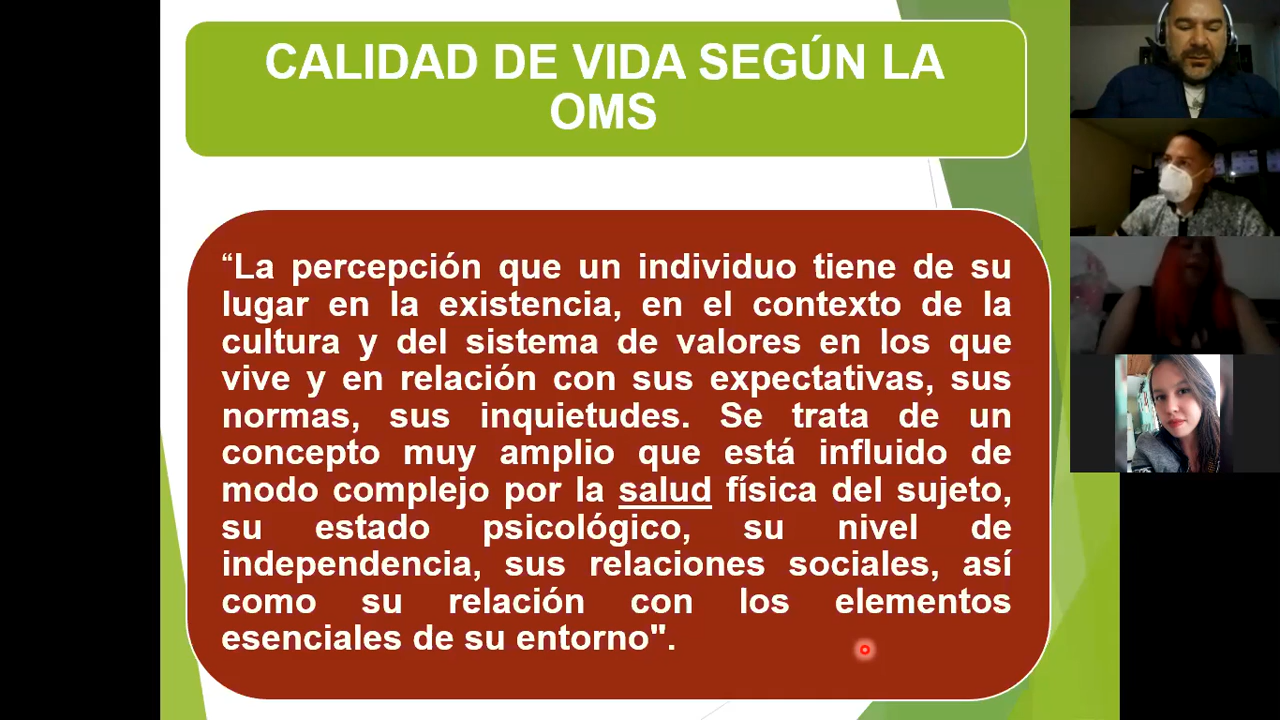 CALIDAD DE VIDA SEGÚN LA
OMS
“La percepción que un individuo tiene de su
lugar en la existencia, en el contexto de la
cultura y del sistema de valores en los que
vive y en relación con sus expectativas, sus
normas, sus inquietudes. Se trata de un
concepto muy amplio que está influido de
modo complejo por la salud física del sujeto,
su estado psicológico, su nivel de
independencia, sus relaciones sociales, así
como su relación con los elementos
esenciales de su entorno".